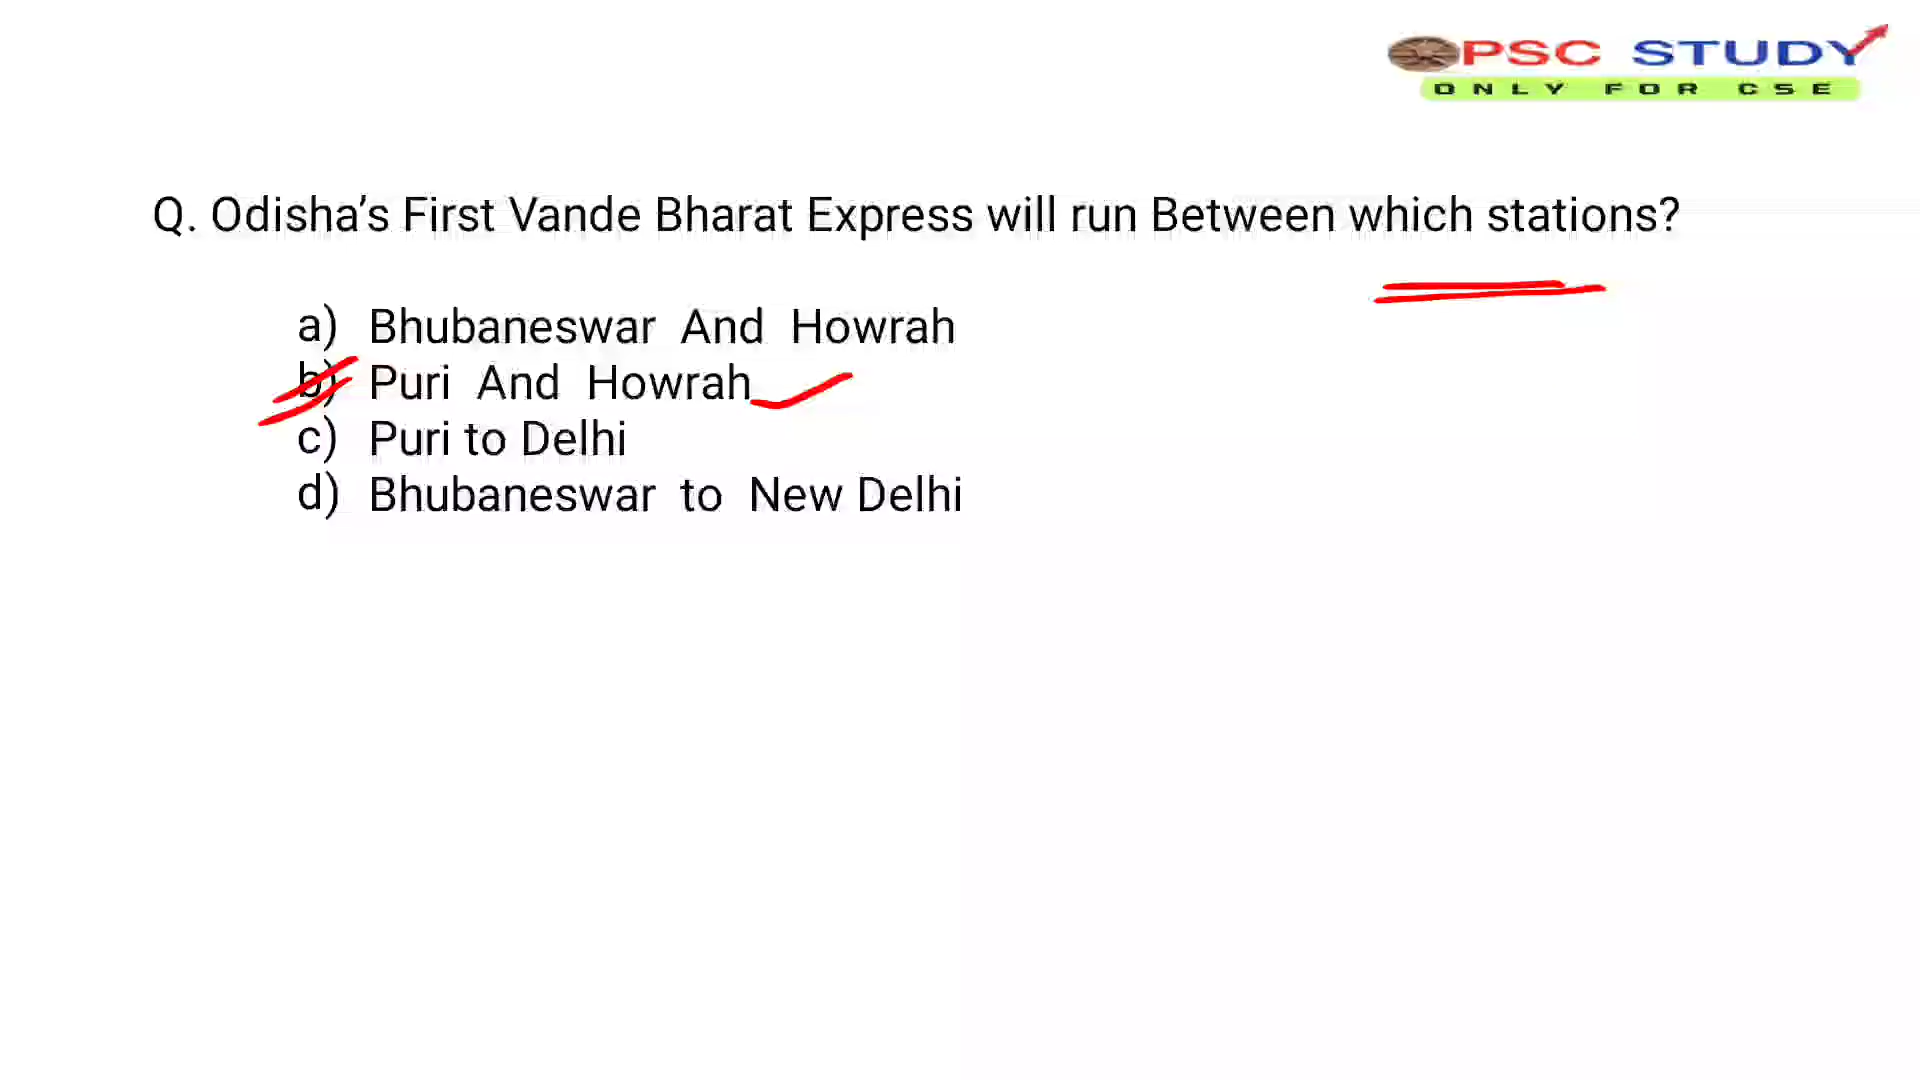 OPSC STUDY
ONLY FOR CSE
Q. Odisha’s First Vande Bharat Express will run Between which stations?
a) Bhubaneswar And Howrah
b) Puri And Howrah
c) Puri to Delhi
d) Bhubaneswar to New Delhi